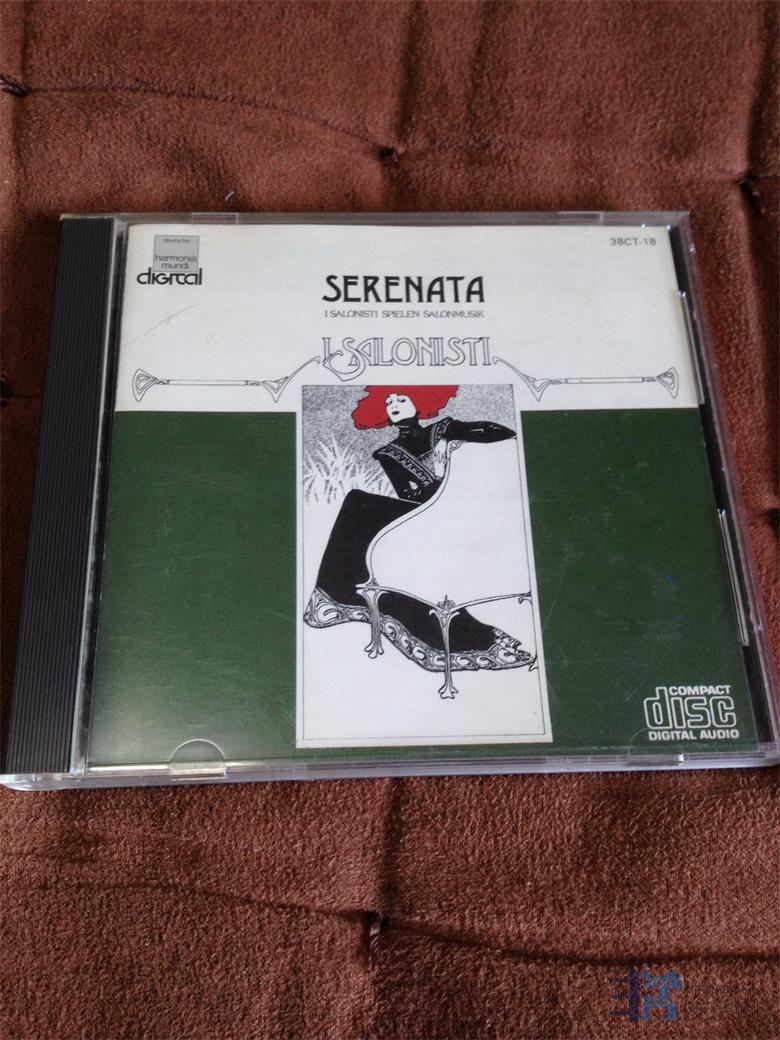 deutsche
harmonia
mundi
digital
38CT-18
SERENATA
I SALONISTI SPIELEN SALONMUSIK
I SALONISTI
COMPACT
disc
DIGITAL AUDIO